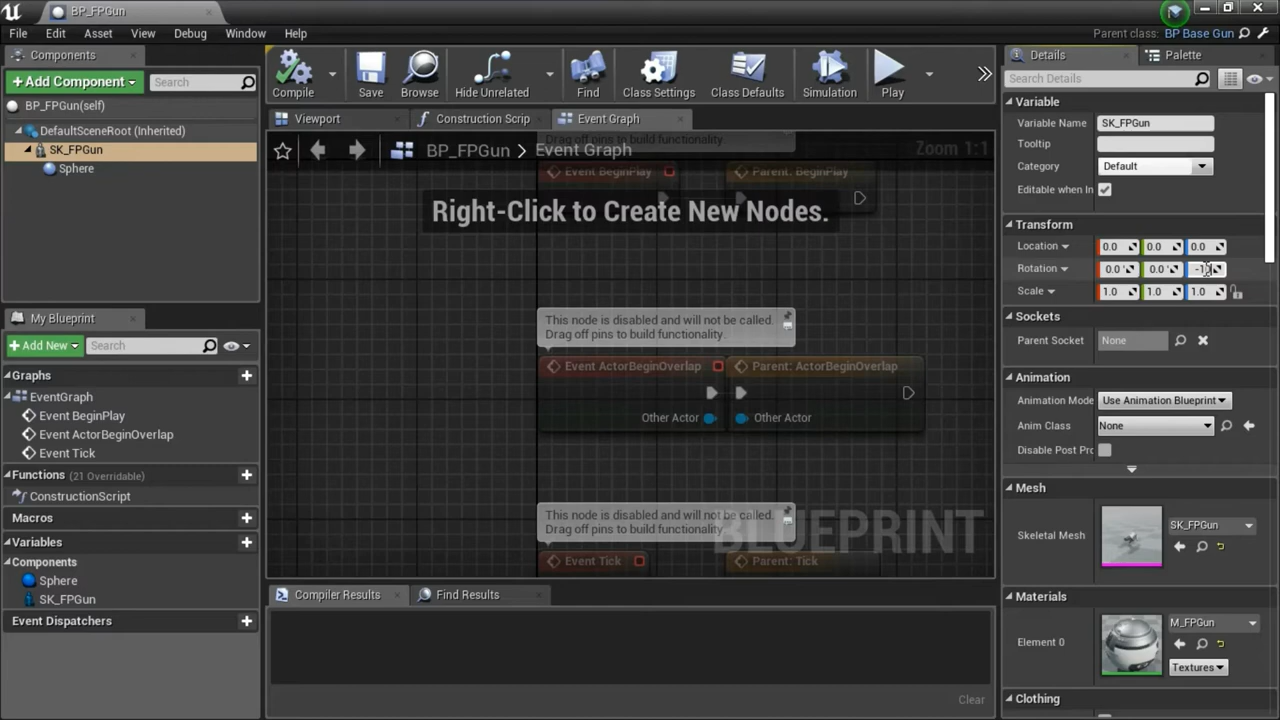 BP_FPGun
File Edit Asset View Debug Window Help
Parent class: BP Base Gun
Components
Add Component
Search
BP_FPGun(self)
DefaultSceneRoot (Inherited)
SK_FPGun
Sphere
My Blueprint
Add New
Search
Graphs
EventGraph
Event BeginPlay
Event ActorBeginOverlap
Event Tick
Functions (21 Overridable)
ConstructionScript
Macros
Variables
Components
Sphere
SK_FPGun
Event Dispatchers
Compile Save Browse Hide Unrelated Find Class Settings Class Defaults Simulation Play
Viewport Construction Scrip Event Graph
Drag off pins to build functionality.
BP_FPGun > Event Graph Zoom 1:1
Event BeginPlay Parent: BeginPlay
Right-Click to Create New Nodes.
This node is disabled and will not be called.
Drag off pins to build functionality.
Event ActorBeginOverlap Parent: ActorBeginOverlap
Other Actor Other Actor
This node is disabled and will not be called.
Drag off pins to build functionality.
BLUEPRINT
Event Tick Parent: Tick
Compiler Results Find Results
Clear
Details Palette
Search Details
Variable
Variable Name SK_FPGun
Tooltip
Category Default
Editable when In
Transform
Location 0.0 0.0 0.0
Rotation 0.0 ° 0.0 °
Scale 1.0 1.0 1.0
Sockets
Parent Socket None
Animation
Animation Mode Use Animation Blueprint
Anim Class None
Disable Post Pro
Mesh
Skeletal Mesh SK_FPGun
Materials
Element 0 M_FPGun
Textures
Clothing